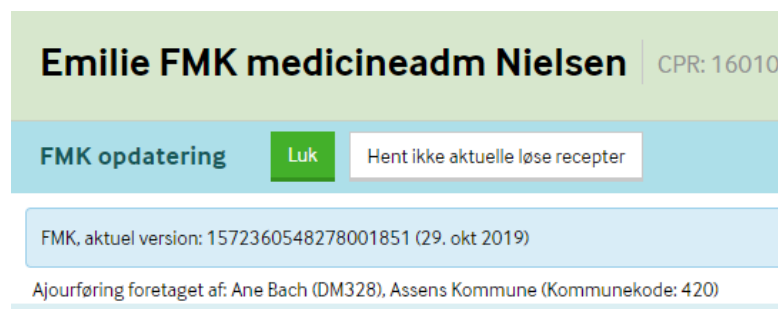 Emilie FMK medicineadm Nielsen CPR: 16010
FMK opdatering Luk Hent ikke aktuelle løse recepter
FMK, aktuel version: 1572360548278001851 (29. okt 2019)
Ajourføring foretaget af: Ane Bach (DM328), Assens Kommune (Kommunekode: 420)